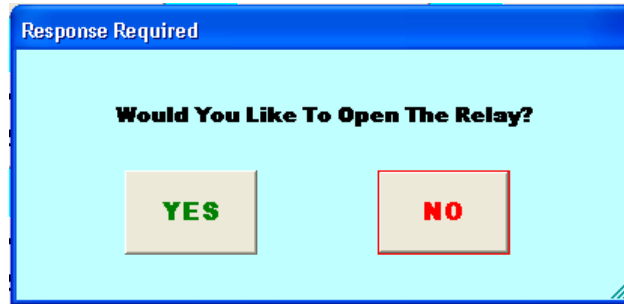 Response Required
Would You Like To Open The Relay?
YES NO